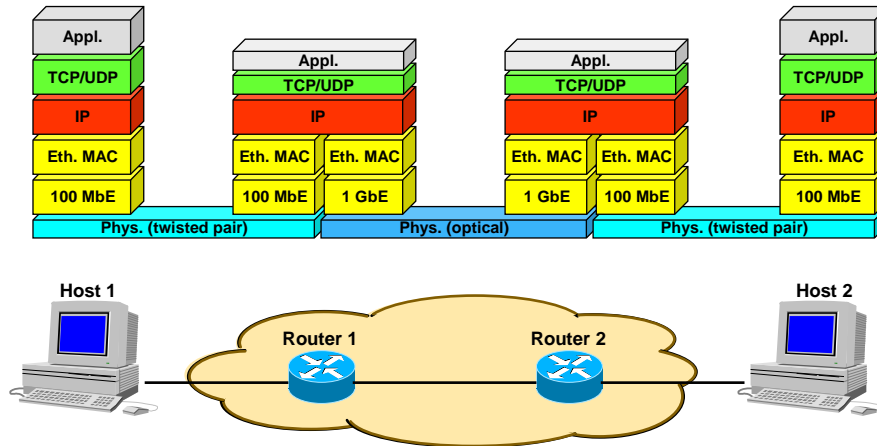 Appl.
TCP/UDP
IP
Eth. MAC
100 MbE
Appl.
TCP/UDP
IP
Eth. MAC
Eth. MAC
100 MbE
1 GbE
Appl.
TCP/UDP
IP
Eth. MAC
Eth. MAC
1 GbE
100 MbE
Appl.
TCP/UDP
IP
Eth. MAC
100 MbE
Phys. (twisted pair)
Phys. (optical)
Phys. (twisted pair)
Host 1
Router 1
Router 2
Host 2